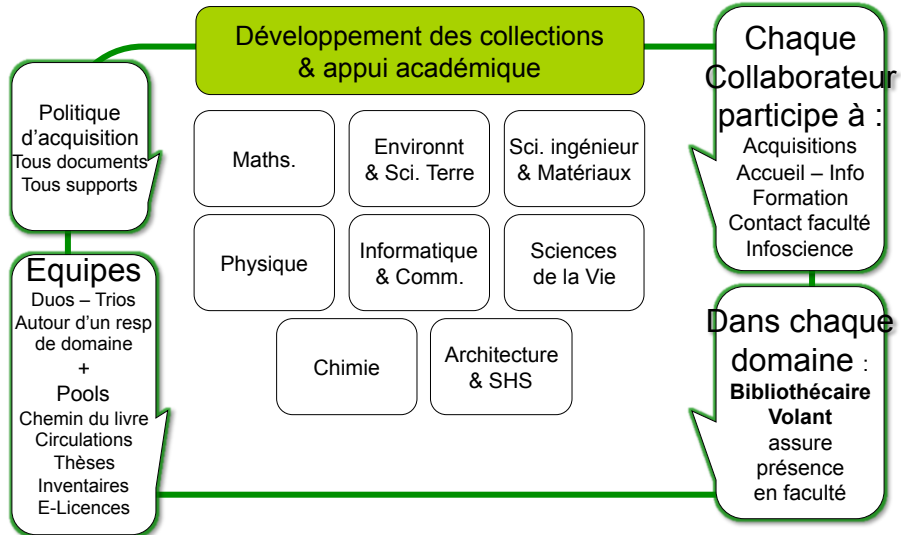 Développement des collections
& appui académique
Politique
d'acquisition
Tous documents
Tous supports
Equipes
Duos – Trios
Autour d'un resp
de domaine
+
Pools
Chemin du livre
Circulations
Thèses
Inventaires
E-Licences
Maths.
Environnt
& Sci. Terre
Sci. ingénieur
& Matériaux
Physique
Informatique
& Comm.
Sciences
de la Vie
Chimie
Architecture
& SHS
Chaque
Collaborateur
participe à :
Acquisitions
Accueil – Info
Formation
Contact faculté
Infoscience
Dans chaque
domaine :
Bibliothécaire
Volant
assure
présence
en faculté